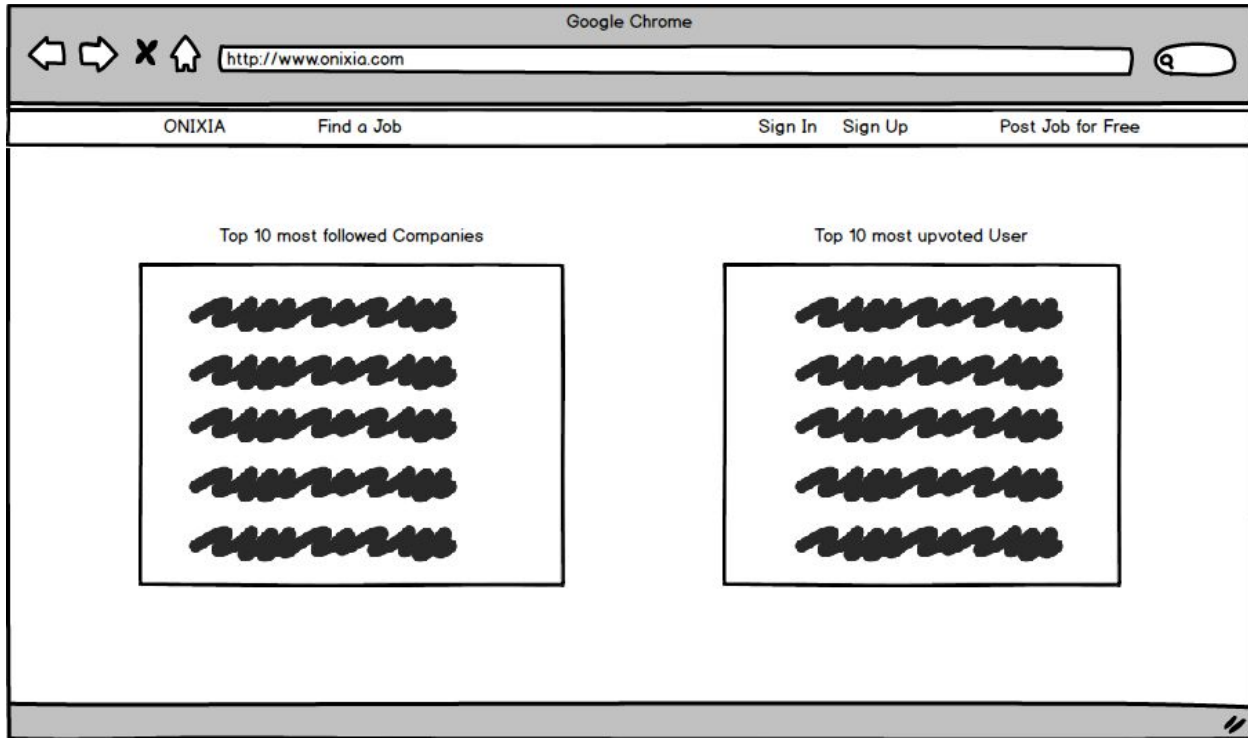 Google Chrome
http://www.onixia.com
ONIXIA Find a Job Sign In Sign Up Post Job for Free
Top 10 most followed Companies Top 10 most upvoted User